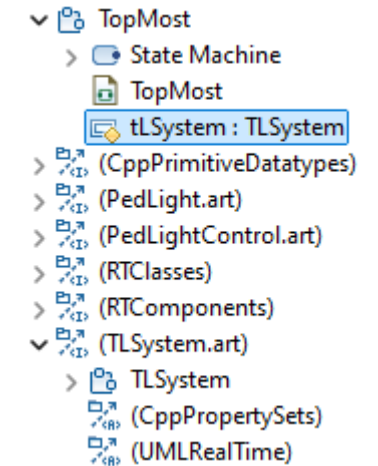 TopMost
State Machine
TopMost
tLSystem : TLSystem
(CppPrimitiveDatatypes)
(PedLight.art)
(PedLightControl.art)
(RTClasses)
(RTComponents)
(TLSystem.art)
TLSystem
(CppPropertySets)
(UMLRealTime)